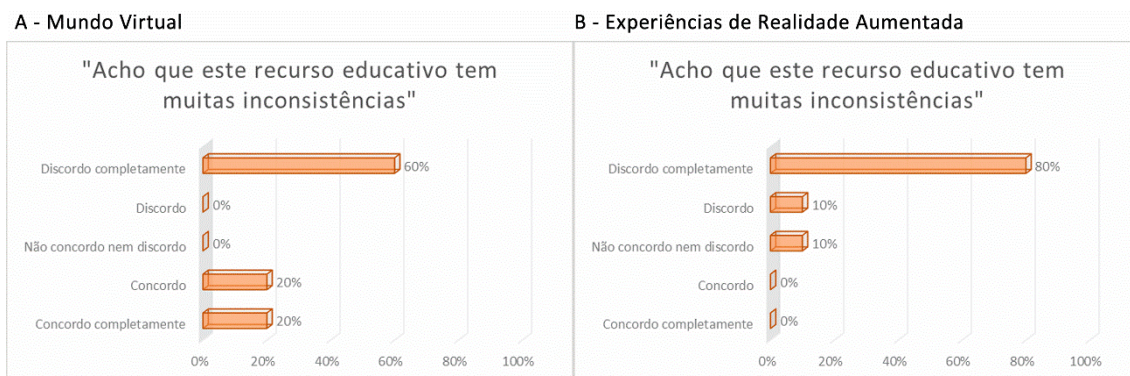 A - Mundo Virtual
"Acho que este recurso educativo tem
muitas inconsistências"
Discordo completamente 60%
Discordo 0%
Não concordo nem discordo 0%
Concordo 20%
Concordo completamente 20%
0% 20% 40% 60% 80% 100%
B - Experiências de Realidade Aumentada
"Acho que este recurso educativo tem
muitas inconsistências"
Discordo completamente 80%
Discordo 10%
Não concordo nem discordo 10%
Concordo 0%
Concordo completamente 0%
0% 20% 40% 60% 80% 100%